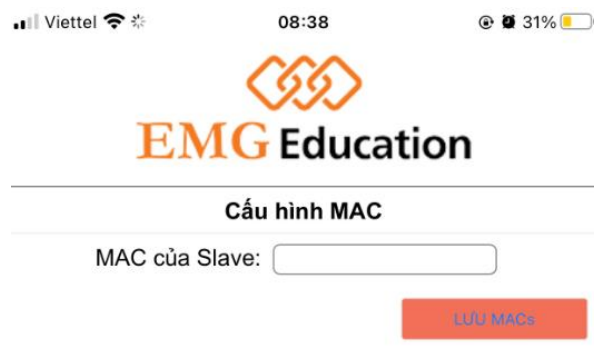 Viettel 08:38 31%
EMG Education
Cấu hình MAC
MAC của Slave:
LƯU MACs